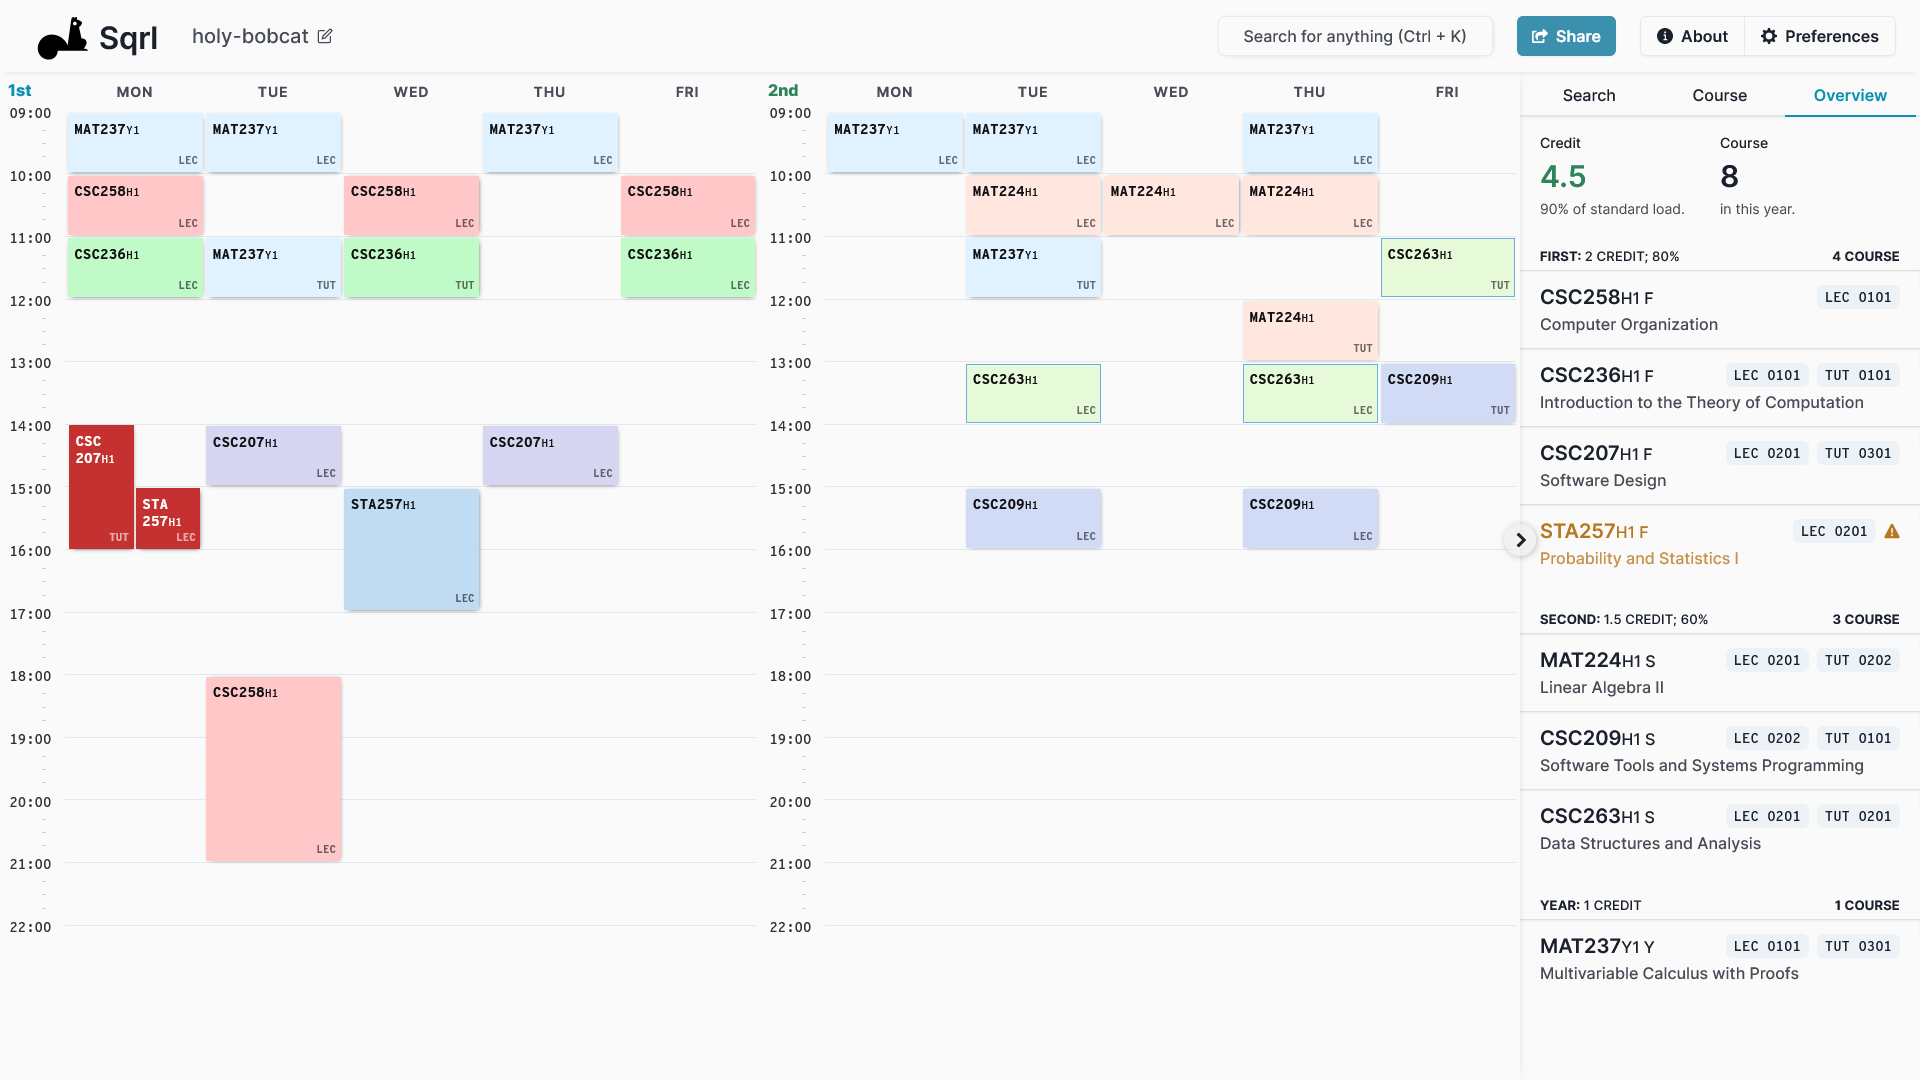 Sqrl
holy-bobcat
Search for anything (Ctrl + K)
Share
About
Preferences
1st
MON TUE WED THU FRI
09:00
MAT237Y1 LEC
MAT237Y1 LEC
MAT237Y1 LEC
10:00
CSC258H1 LEC
CSC258H1 LEC
CSC258H1 LEC
11:00
CSC236H1 LEC
MAT237Y1 TUT
CSC236H1 TUT
CSC236H1 LEC
12:00
13:00
14:00
CSC
207H1
TUT
CSC207H1 LEC
CSC207H1 LEC
15:00
STA
257H1
LEC
STA257H1
LEC
16:00
17:00
18:00
CSC258H1
LEC
19:00
20:00
21:00
22:00
2nd
MON TUE WED THU FRI
09:00
MAT237Y1 LEC
MAT237Y1 LEC
MAT237Y1 LEC
10:00
MAT224H1 LEC
MAT224H1 LEC
MAT224H1 LEC
11:00
MAT237Y1 TUT
CSC263H1 TUT
12:00
MAT224H1 TUT
13:00
CSC263H1 LEC
CSC263H1 LEC
CSC209H1 TUT
14:00
15:00
CSC209H1 LEC
CSC209H1 LEC
16:00
17:00
18:00
19:00
20:00
21:00
22:00
Search Course Overview
Credit Course
4.5 8
90% of standard load. in this year.
FIRST: 2 CREDIT; 80% 4 COURSE
CSC258H1 F LEC 0101
Computer Organization
CSC236H1 F LEC 0101 TUT 0101
Introduction to the Theory of Computation
CSC207H1 F LEC 0201 TUT 0301
Software Design
STA257H1 F LEC 0201
Probability and Statistics I
SECOND: 1.5 CREDIT; 60% 3 COURSE
MAT224H1 S LEC 0201 TUT 0202
Linear Algebra II
CSC209H1 S LEC 0202 TUT 0101
Software Tools and Systems Programming
CSC263H1 S LEC 0201 TUT 0201
Data Structures and Analysis
YEAR: 1 CREDIT 1 COURSE
MAT237Y1 Y LEC 0101 TUT 0301
Multivariable Calculus with Proofs